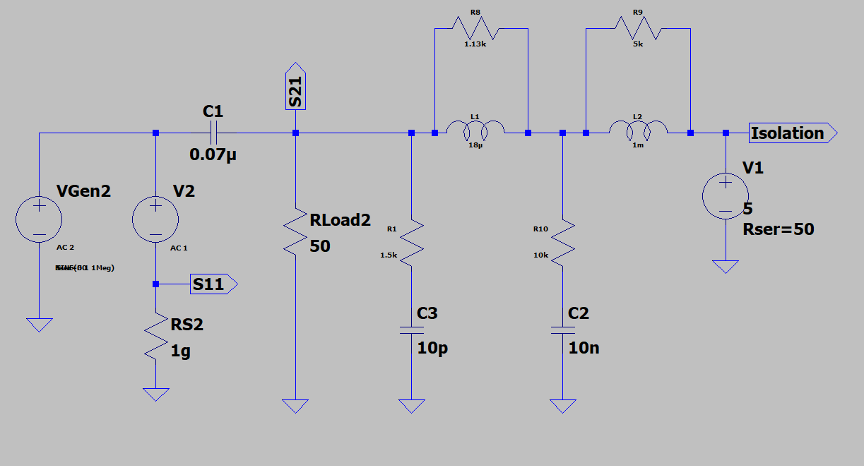 R8
1.13k
R9
5k
S21
C1
0.07µ
L1
18µ
L2
1m
Isolation
VGen2
V2
V1
5
Rser=50
RLoad2
50
R1
1.5k
R10
10k
AC 2
AC 1
S11
RS2
1g
C3
10p
C2
10n